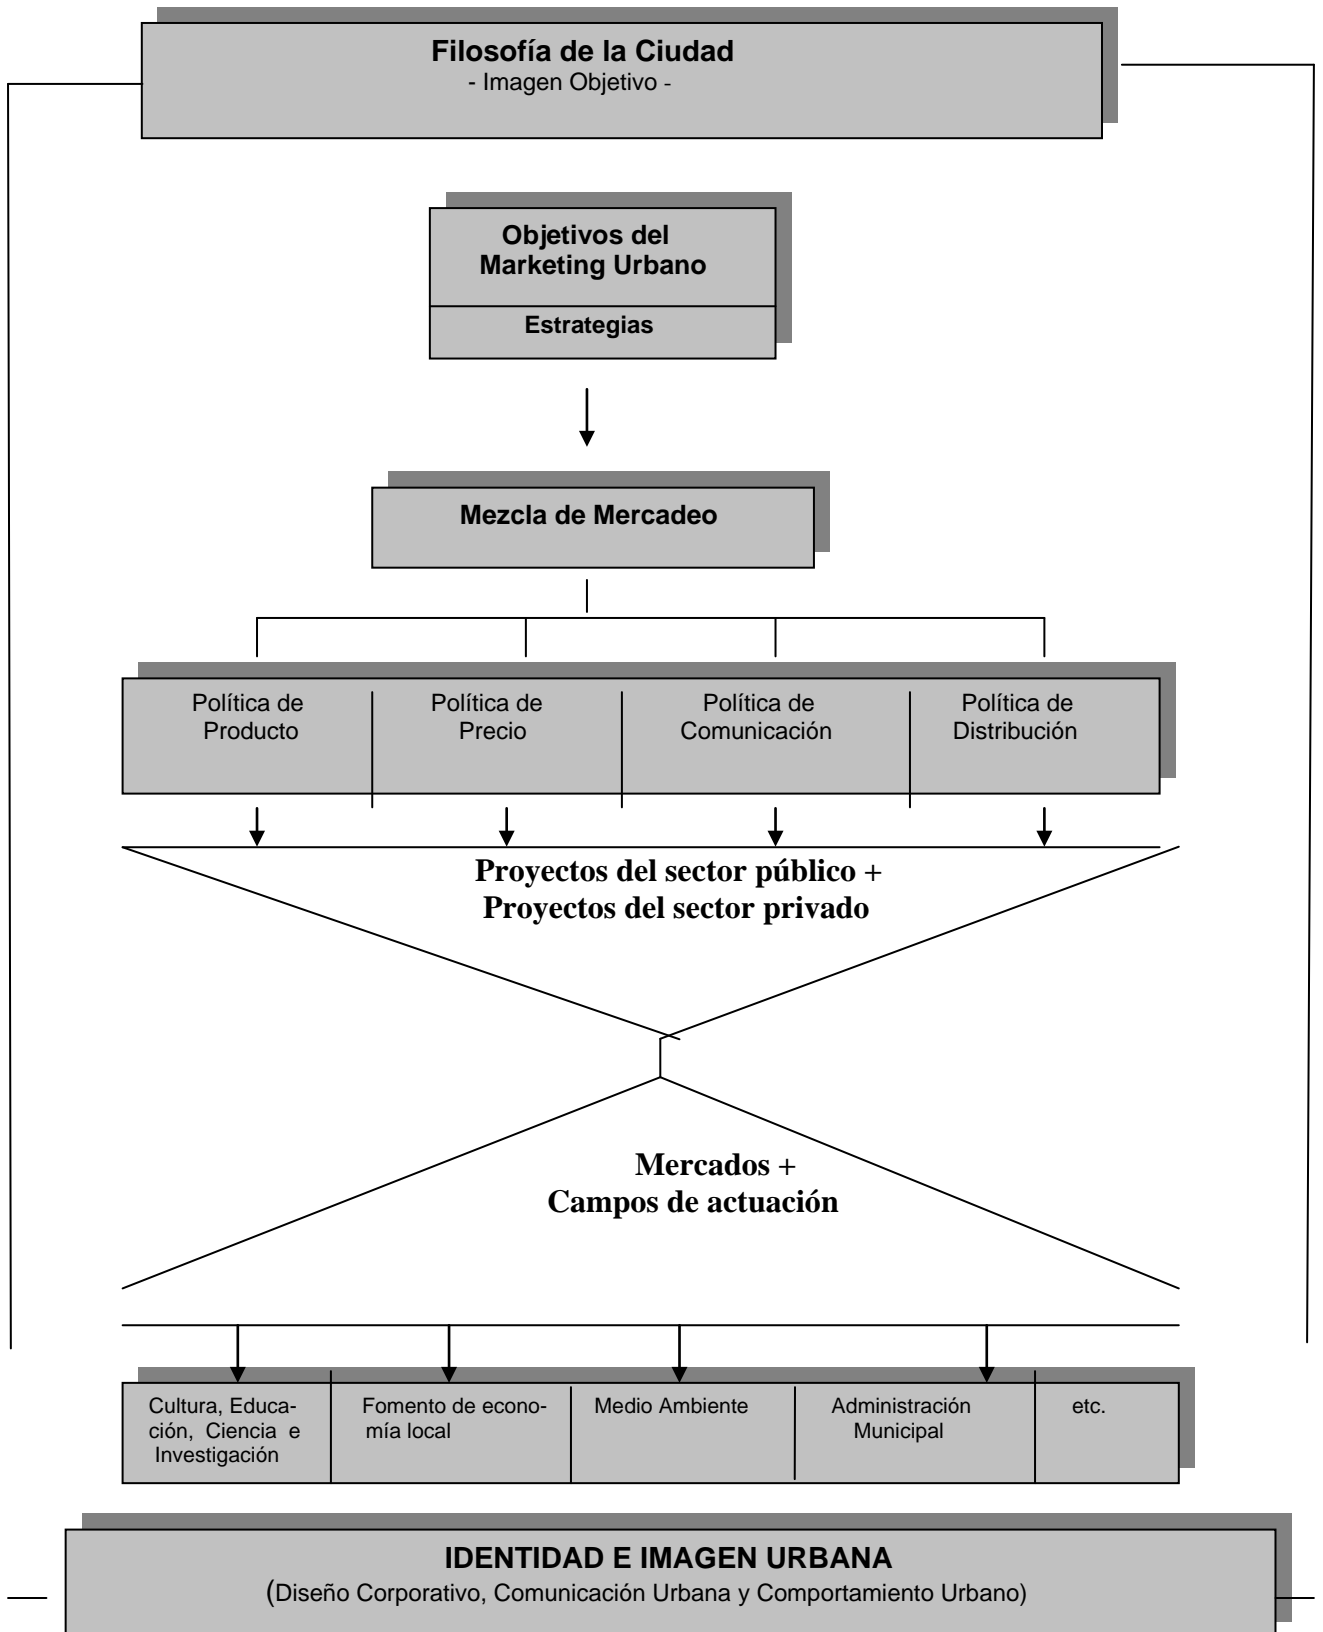 Filosofía de la Ciudad
- Imagen Objetivo -
Objetivos del
Marketing Urbano
Estrategias
Mezcla de Mercadeo
Política de
Producto
Política de
Precio
Política de
Comunicación
Política de
Distribución
Proyectos del sector público +
Proyectos del sector privado
Mercados +
Campos de actuación
Cultura, Educa-
ción, Ciencia e
Investigación
Fomento de econo-
mía local
Medio Ambiente
Administración
Municipal
etc.
IDENTIDAD E IMAGEN URBANA
(Diseño Corporativo, Comunicación Urbana y Comportamiento Urbano)